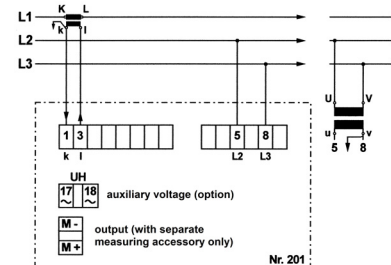 K L
L1
k l
L2
L3
U V
u v
5 8
1 3 5 8
k l L2 L3
UH
17 18 auxiliary voltage (option)
M - output (with separate
M + measuring accessory only)
Nr. 201